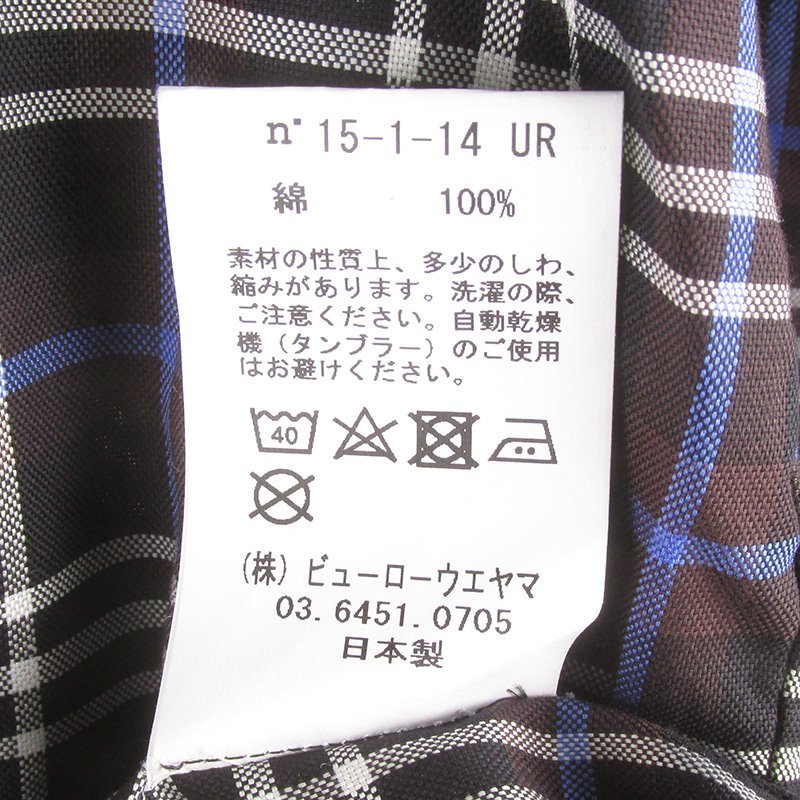 n° 15-1-14 UR
綿 100%
素材の性質上、多少のしわ、
縮みがあります。洗濯の際、
ご注意ください。自動乾燥
機（タンブラー）のご使用
はお避けください。
40
(株) ビューローウエヤマ
03.6451.0705
日本製